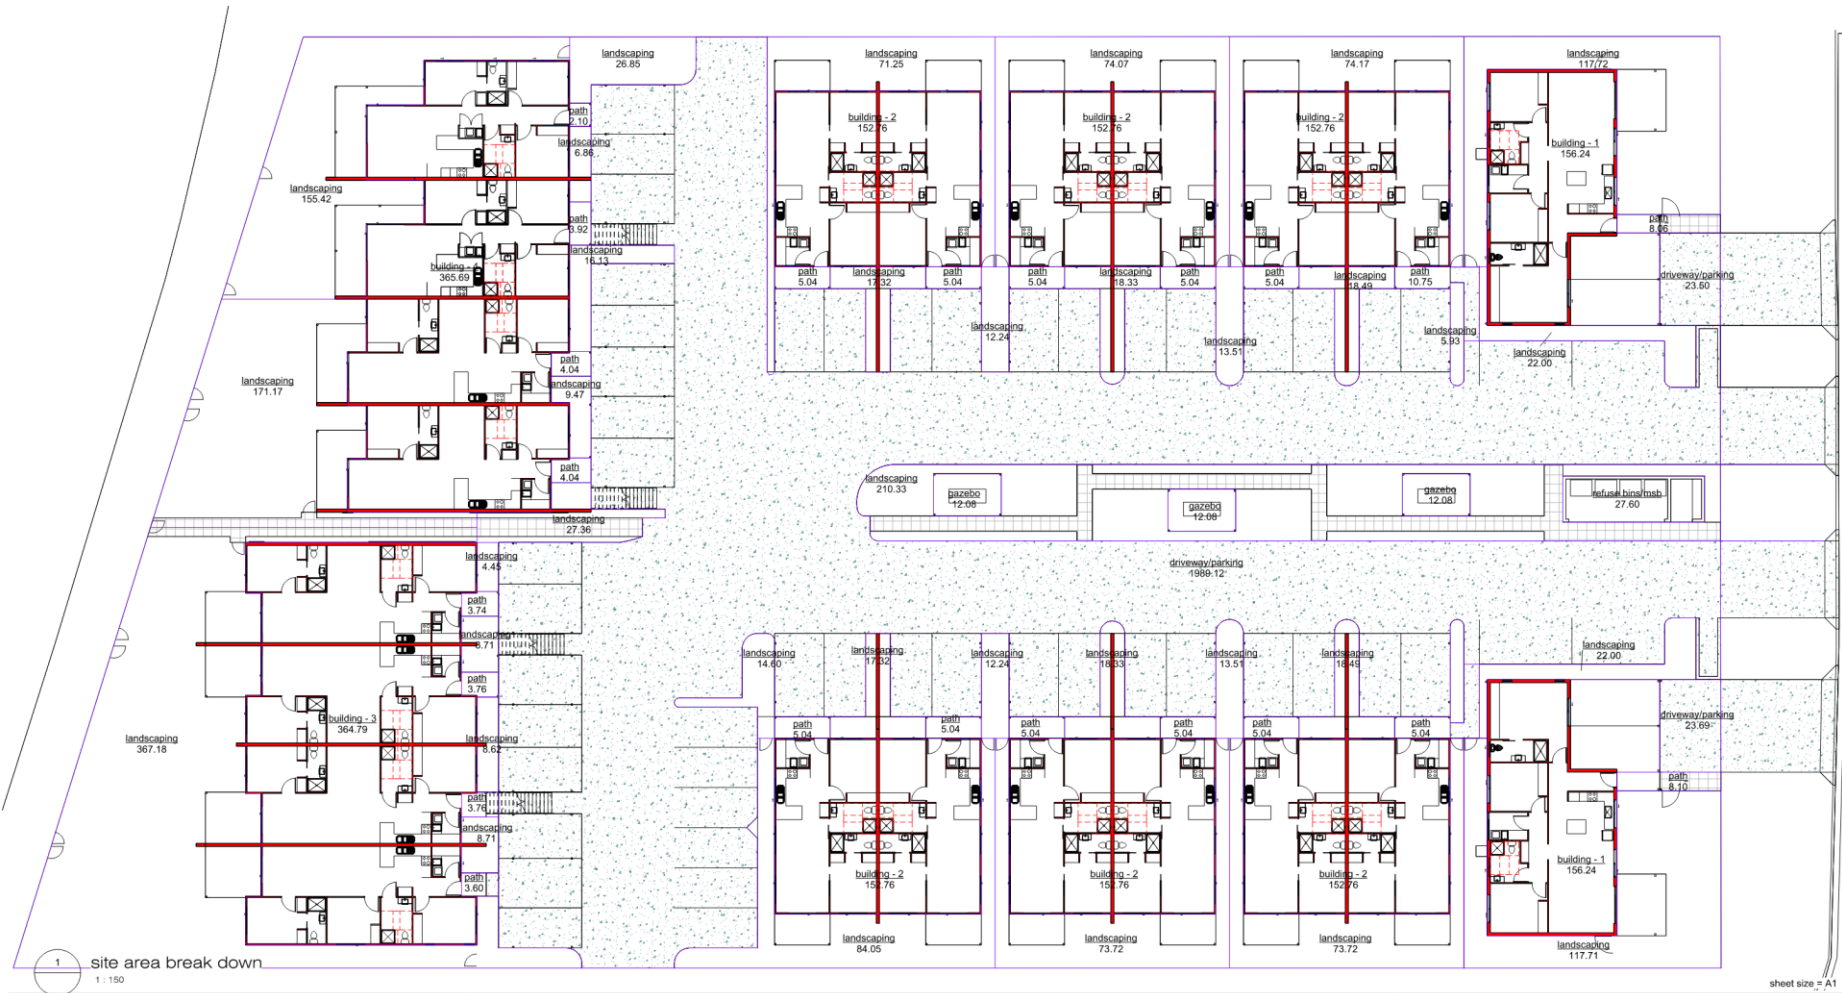 landscaping
26.85
landscaping
71.25
landscaping
74.07
landscaping
74.17
landscaping
117.72
path
2.10
landscaping
6.86
building - 2
152.76
building - 2
152.76
building - 2
152.76
building - 1
156.24
landscaping
155.42
path
3.92
landscaping
16.13
building - 4
365.69
path
8.06
path
5.04
landscaping
17.32
path
5.04
path
5.04
landscaping
18.33
path
5.04
path
5.04
landscaping
18.49
path
10.75
driveway/parking
23.60
landscaping
12.24
landscaping
13.51
landscaping
5.93
landscaping
22.00
path
4.04
landscaping
171.17
landscaping
9.47
path
4.04
landscaping
210.33
gazebo
12.08
gazebo
12.08
gazebo
12.08
refuse bins/msb
27.60
landscaping
27.36
landscaping
4.45
driveway/parking
1989.12
path
3.74
landscaping
8.71
path
3.76
landscaping
14.60
landscaping
17.32
landscaping
12.24
landscaping
18.33
landscaping
13.51
landscaping
18.49
landscaping
22.00
building - 3
364.79
landscaping
367.18
landscaping
8.62
path
5.04
path
5.04
path
5.04
path
5.04
path
5.04
path
5.04
driveway/parking
23.69
path
8.10
path
3.76
landscaping
8.71
path
3.60
building - 2
152.76
building - 2
152.76
building - 2
152.76
building - 1
156.24
landscaping
84.05
landscaping
73.72
landscaping
73.72
landscaping
117.71
1
site area break down
1 : 150
sheet size = A1